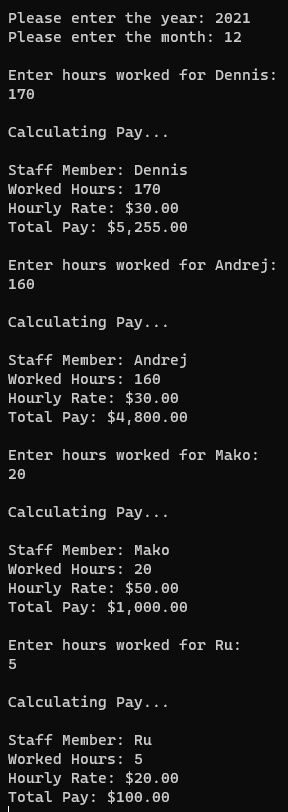 Please enter the year: 2021
Please enter the month: 12
Enter hours worked for Dennis:
170
Calculating Pay...
Staff Member: Dennis
Worked Hours: 170
Hourly Rate: $30.00
Total Pay: $5,255.00
Enter hours worked for Andrej:
160
Calculating Pay...
Staff Member: Andrej
Worked Hours: 160
Hourly Rate: $30.00
Total Pay: $4,800.00
Enter hours worked for Mako:
20
Calculating Pay...
Staff Member: Mako
Worked Hours: 20
Hourly Rate: $50.00
Total Pay: $1,000.00
Enter hours worked for Ru:
5
Calculating Pay...
Staff Member: Ru
Worked Hours: 5
Hourly Rate: $20.00
Total Pay: $100.00